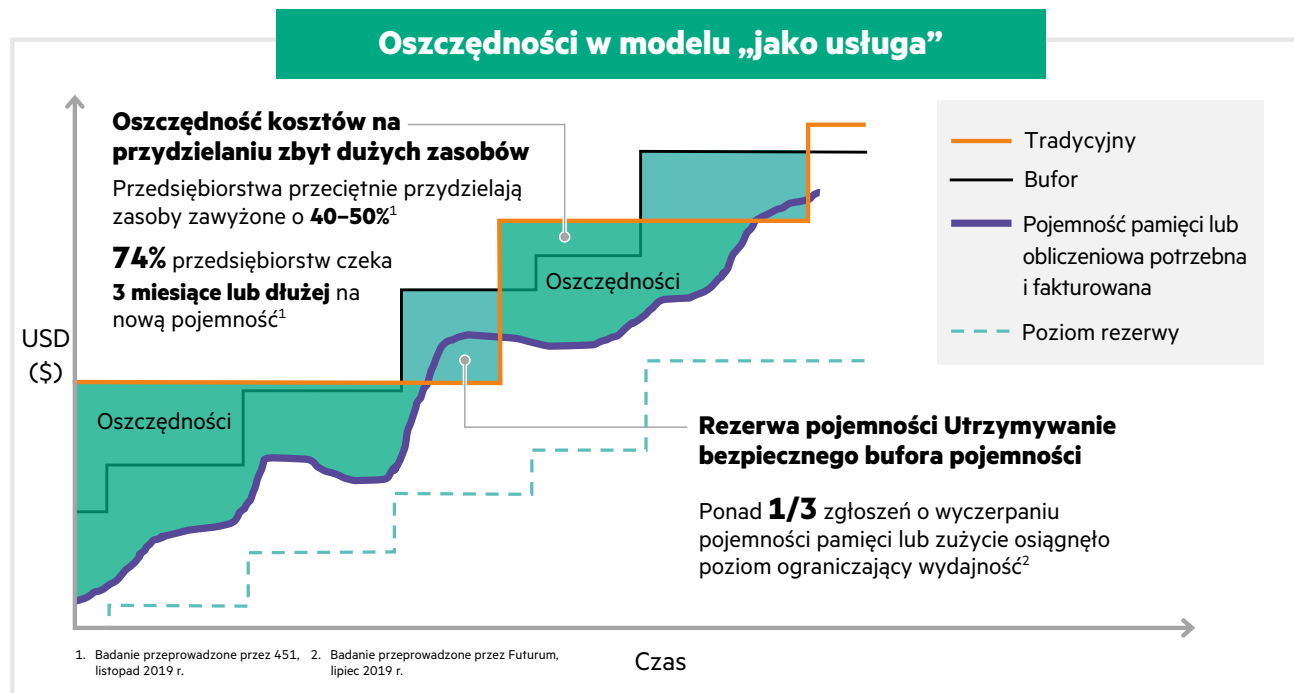 Oszczędności w modelu „jako usługa”
Oszczędność kosztów na
przydzielaniu zbyt dużych zasobów
Przedsiębiorstwa przeciętnie przydzielają
zasoby zawyżone o 40–50%1
74% przedsiębiorstw czeka
3 miesiące lub dłużej na
nową pojemność1
Tradycyjny
Bufor
Pojemność pamięci lub
obliczeniowa potrzebna
i fakturowana
Poziom rezerwy
USD
($)
Oszczędności
Oszczędności
Rezerwa pojemności Utrzymywanie
bezpiecznego bufora pojemności
Ponad 1/3 zgłoszeń o wyczerpaniu
pojemności pamięci lub zużycie osiągnęło
poziom ograniczający wydajność2
1. Badanie przeprowadzone przez 451,
listopad 2019 r.
2. Badanie przeprowadzone przez Futurum,
lipiec 2019 r.
Czas